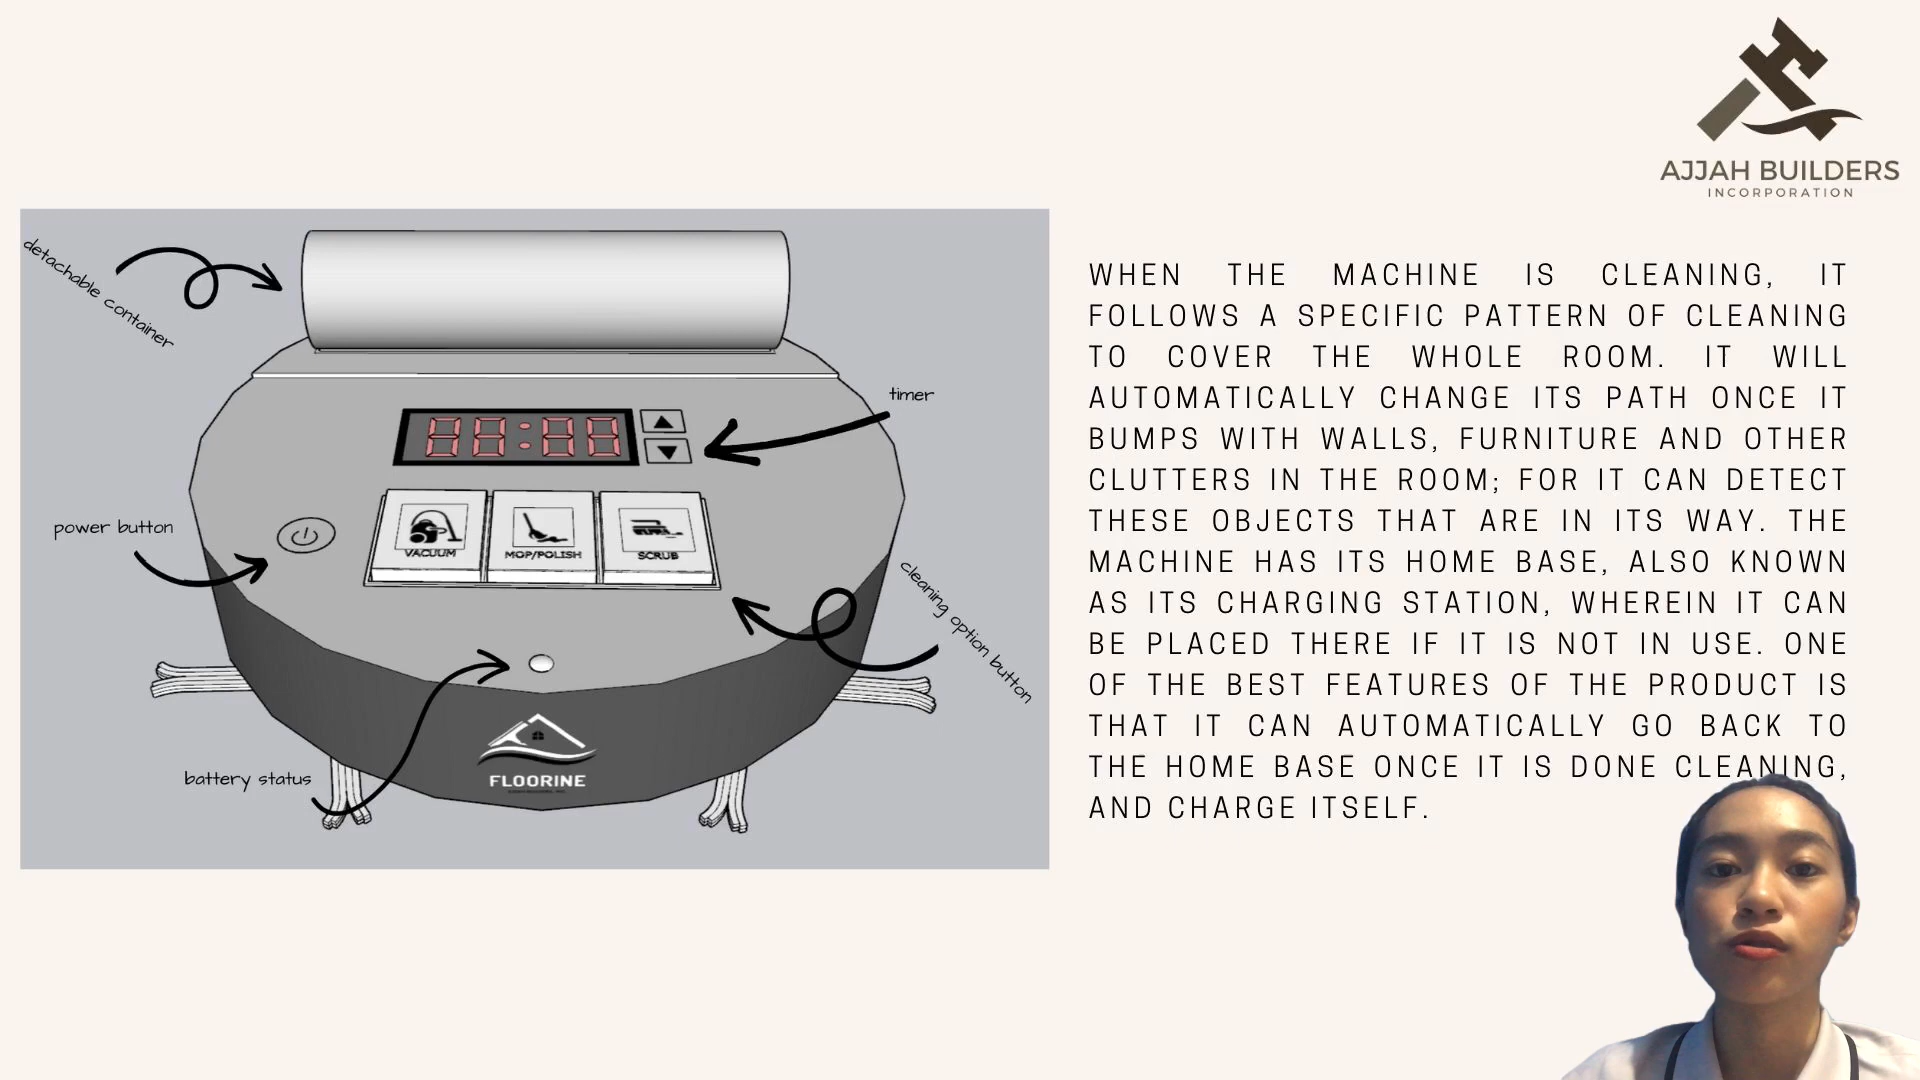 AJJAH BUILDERS
INCORPORATION
detachable container
timer
power button
VACUUM
MOP/POLISH
SCRUB
cleaning option button
battery status
FLOORINE
WHEN THE MACHINE IS CLEANING, IT
FOLLOWS A SPECIFIC PATTERN OF CLEANING
TO COVER THE WHOLE ROOM. IT WILL
AUTOMATICALLY CHANGE ITS PATH ONCE IT
BUMPS WITH WALLS, FURNITURE AND OTHER
CLUTTERS IN THE ROOM; FOR IT CAN DETECT
THESE OBJECTS THAT ARE IN ITS WAY. THE
MACHINE HAS ITS HOME BASE, ALSO KNOWN
AS ITS CHARGING STATION, WHEREIN IT CAN
BE PLACED THERE IF IT IS NOT IN USE. ONE
OF THE BEST FEATURES OF THE PRODUCT IS
THAT IT CAN AUTOMATICALLY GO BACK TO
THE HOME BASE ONCE IT IS DONE CLEANING,
AND CHARGE ITSELF.